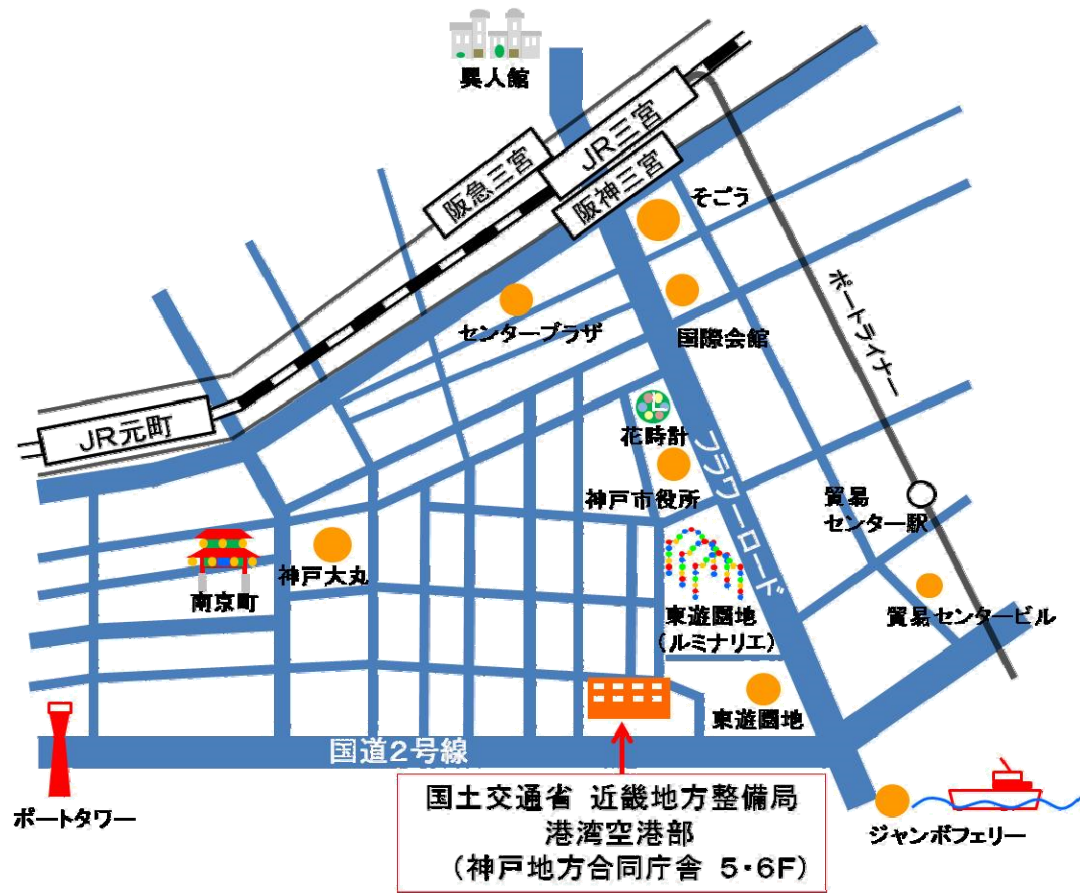 異人館
JR三宮
阪急三宮
阪神三宮
そごう
センタープラザ
国際会館
ポートライナー
JR元町
花時計
フラワーロード
神戸市役所
貿易
センター駅
神戸大丸
南京町
東遊園地
(ルミナリエ)
貿易センタービル
東遊園地
国道2号線
ポートタワー
国土交通省 近畿地方整備局
港湾空港部
(神戸地方合同庁舎 5・6F)
ジャンボフェリー